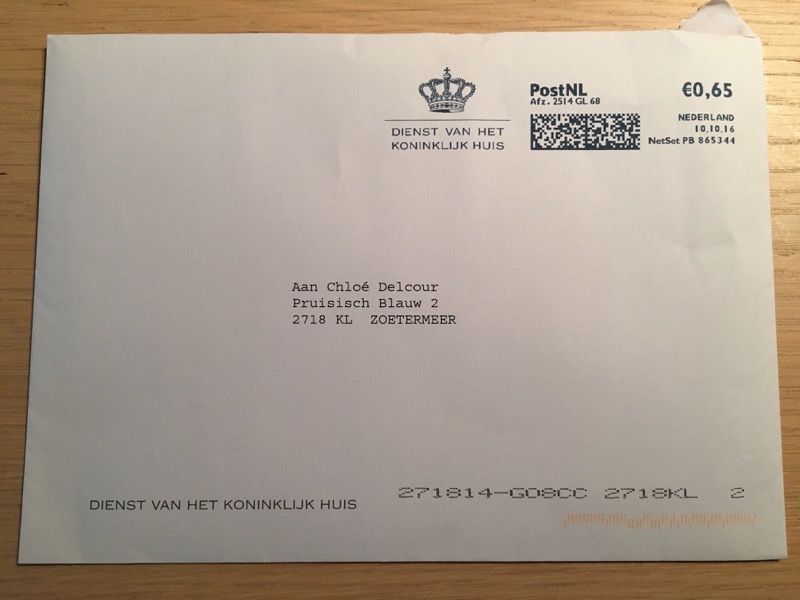 DIENST VAN HET
KONINKLIJK HUIS
PostNL €0,65
Afz. 2514 GL 68
NEDERLAND
10.10.16
NetSet PB 865344
Aan Chloé Delcour
Pruisisch Blauw 2
2718 KL ZOETERMEER
DIENST VAN HET KONINKLIJK HUIS
271814-GO8CC 2718KL 2